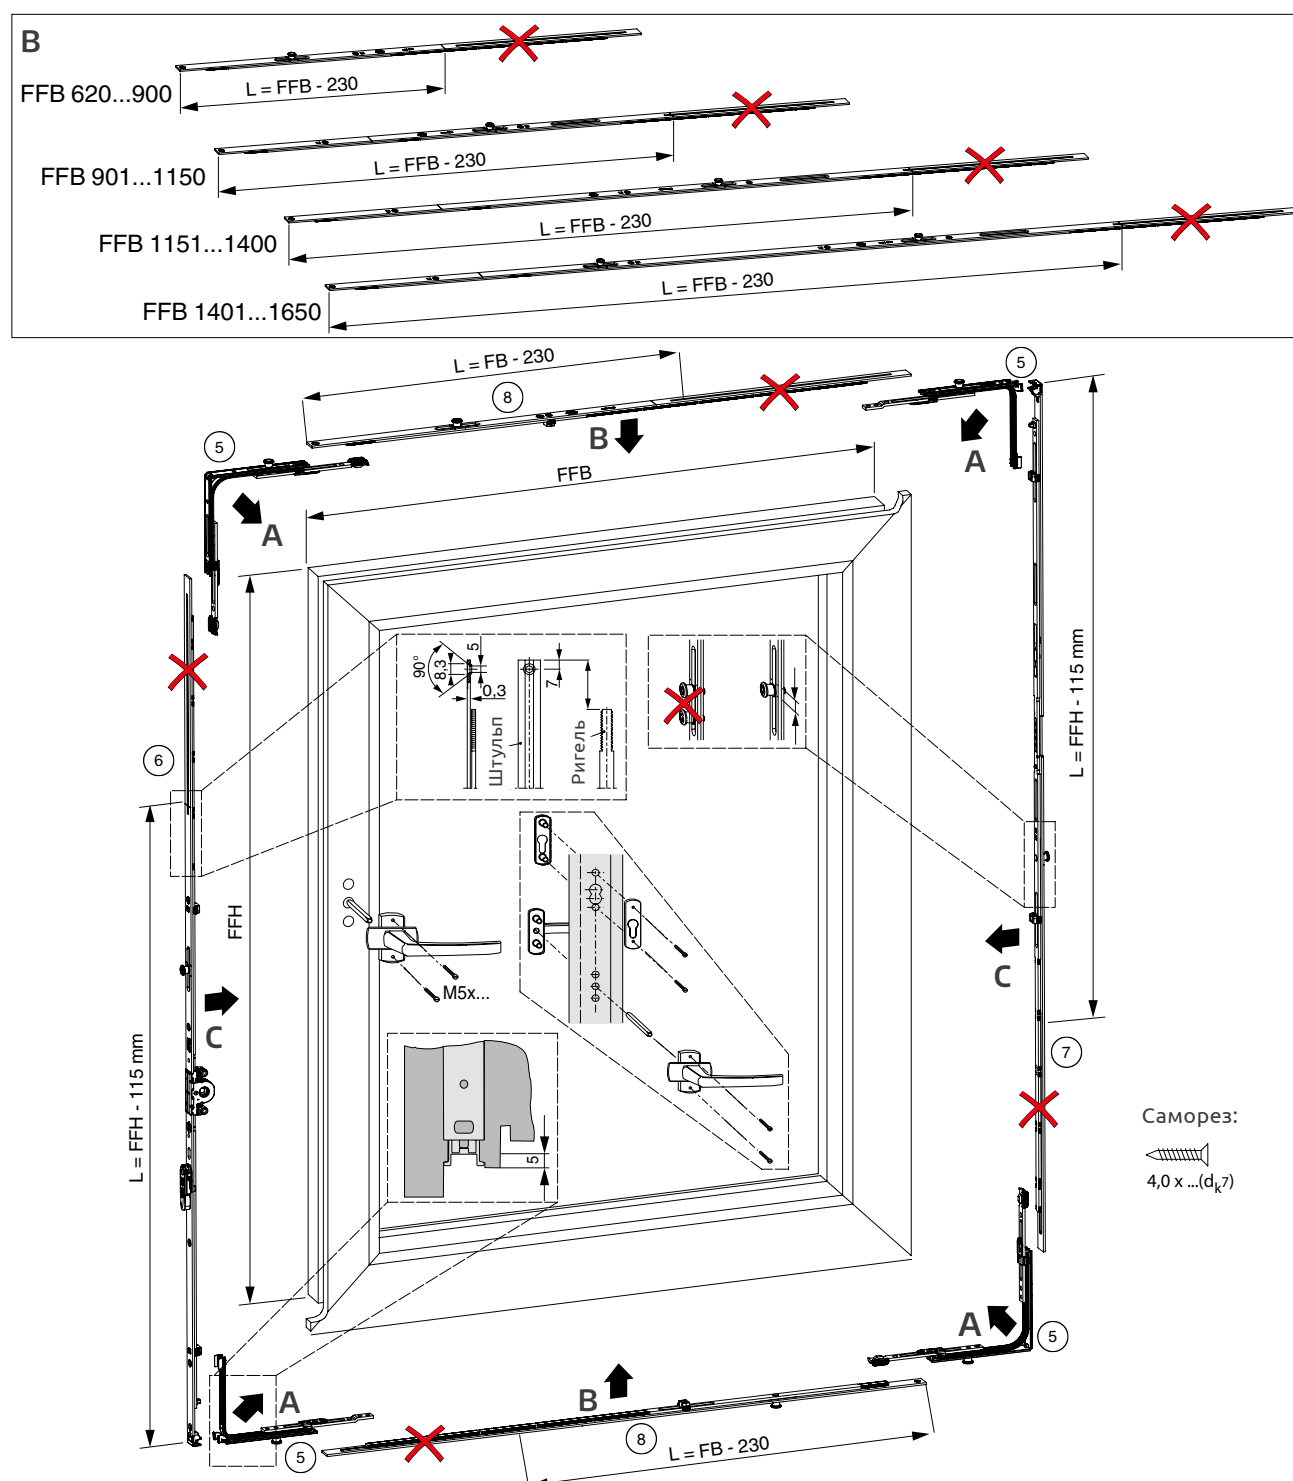 B
FFB 620...900
L = FFB - 230
FFB 901...1150
L = FFB - 230
FFB 1151...1400
L = FFB - 230
FFB 1401...1650
L = FFB - 230
L = FB - 230
8
B
5
A
5
A
FFB
6
90°
8,3
5
0,3
7
Штульп
Ригель
L = FFH - 115 mm
FFH
M5x...
C
C
7
L = FFH - 115 mm
5
Саморез:
4,0 x ...(dk7)
A
5
A
5
B
8
L = FB - 230